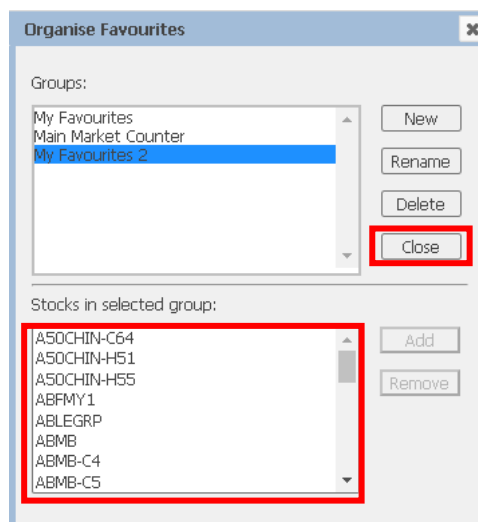 Organise Favourites
Groups:
My Favourites
Main Market Counter
My Favourites 2
New
Rename
Delete
Close
Stocks in selected group:
A50CHIN-C64
A50CHIN-H51
A50CHIN-H55
ABFMY1
ABLEGRP
ABMB
ABMB-C4
ABMB-C5
Add
Remove